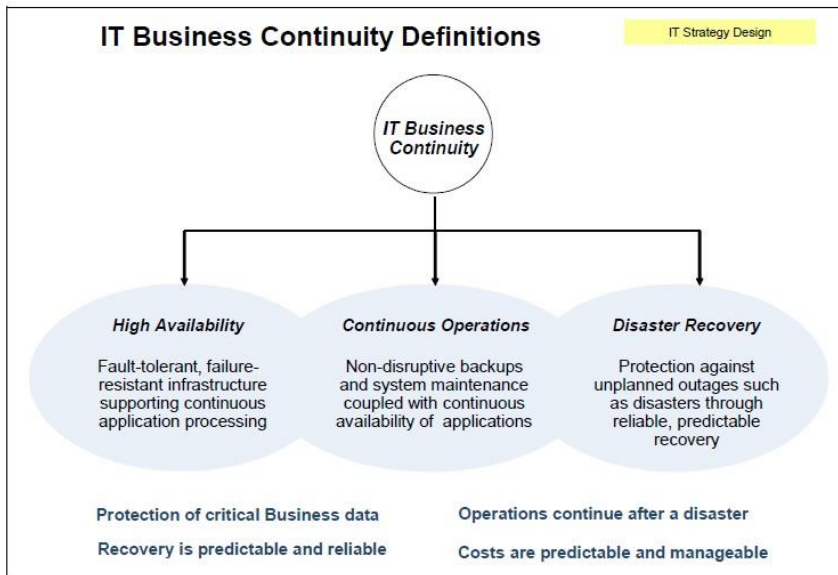 IT Business Continuity Definitions
IT Strategy Design
IT Business
Continuity
High Availability
Fault-tolerant, failure-
resistant infrastructure
supporting continuous
application processing
Continuous Operations
Non-disruptive backups
and system maintenance
coupled with continuous
availability of applications
Disaster Recovery
Protection against
unplanned outages such
as disasters through
reliable, predictable
recovery
Protection of critical Business data
Operations continue after a disaster
Recovery is predictable and reliable
Costs are predictable and manageable